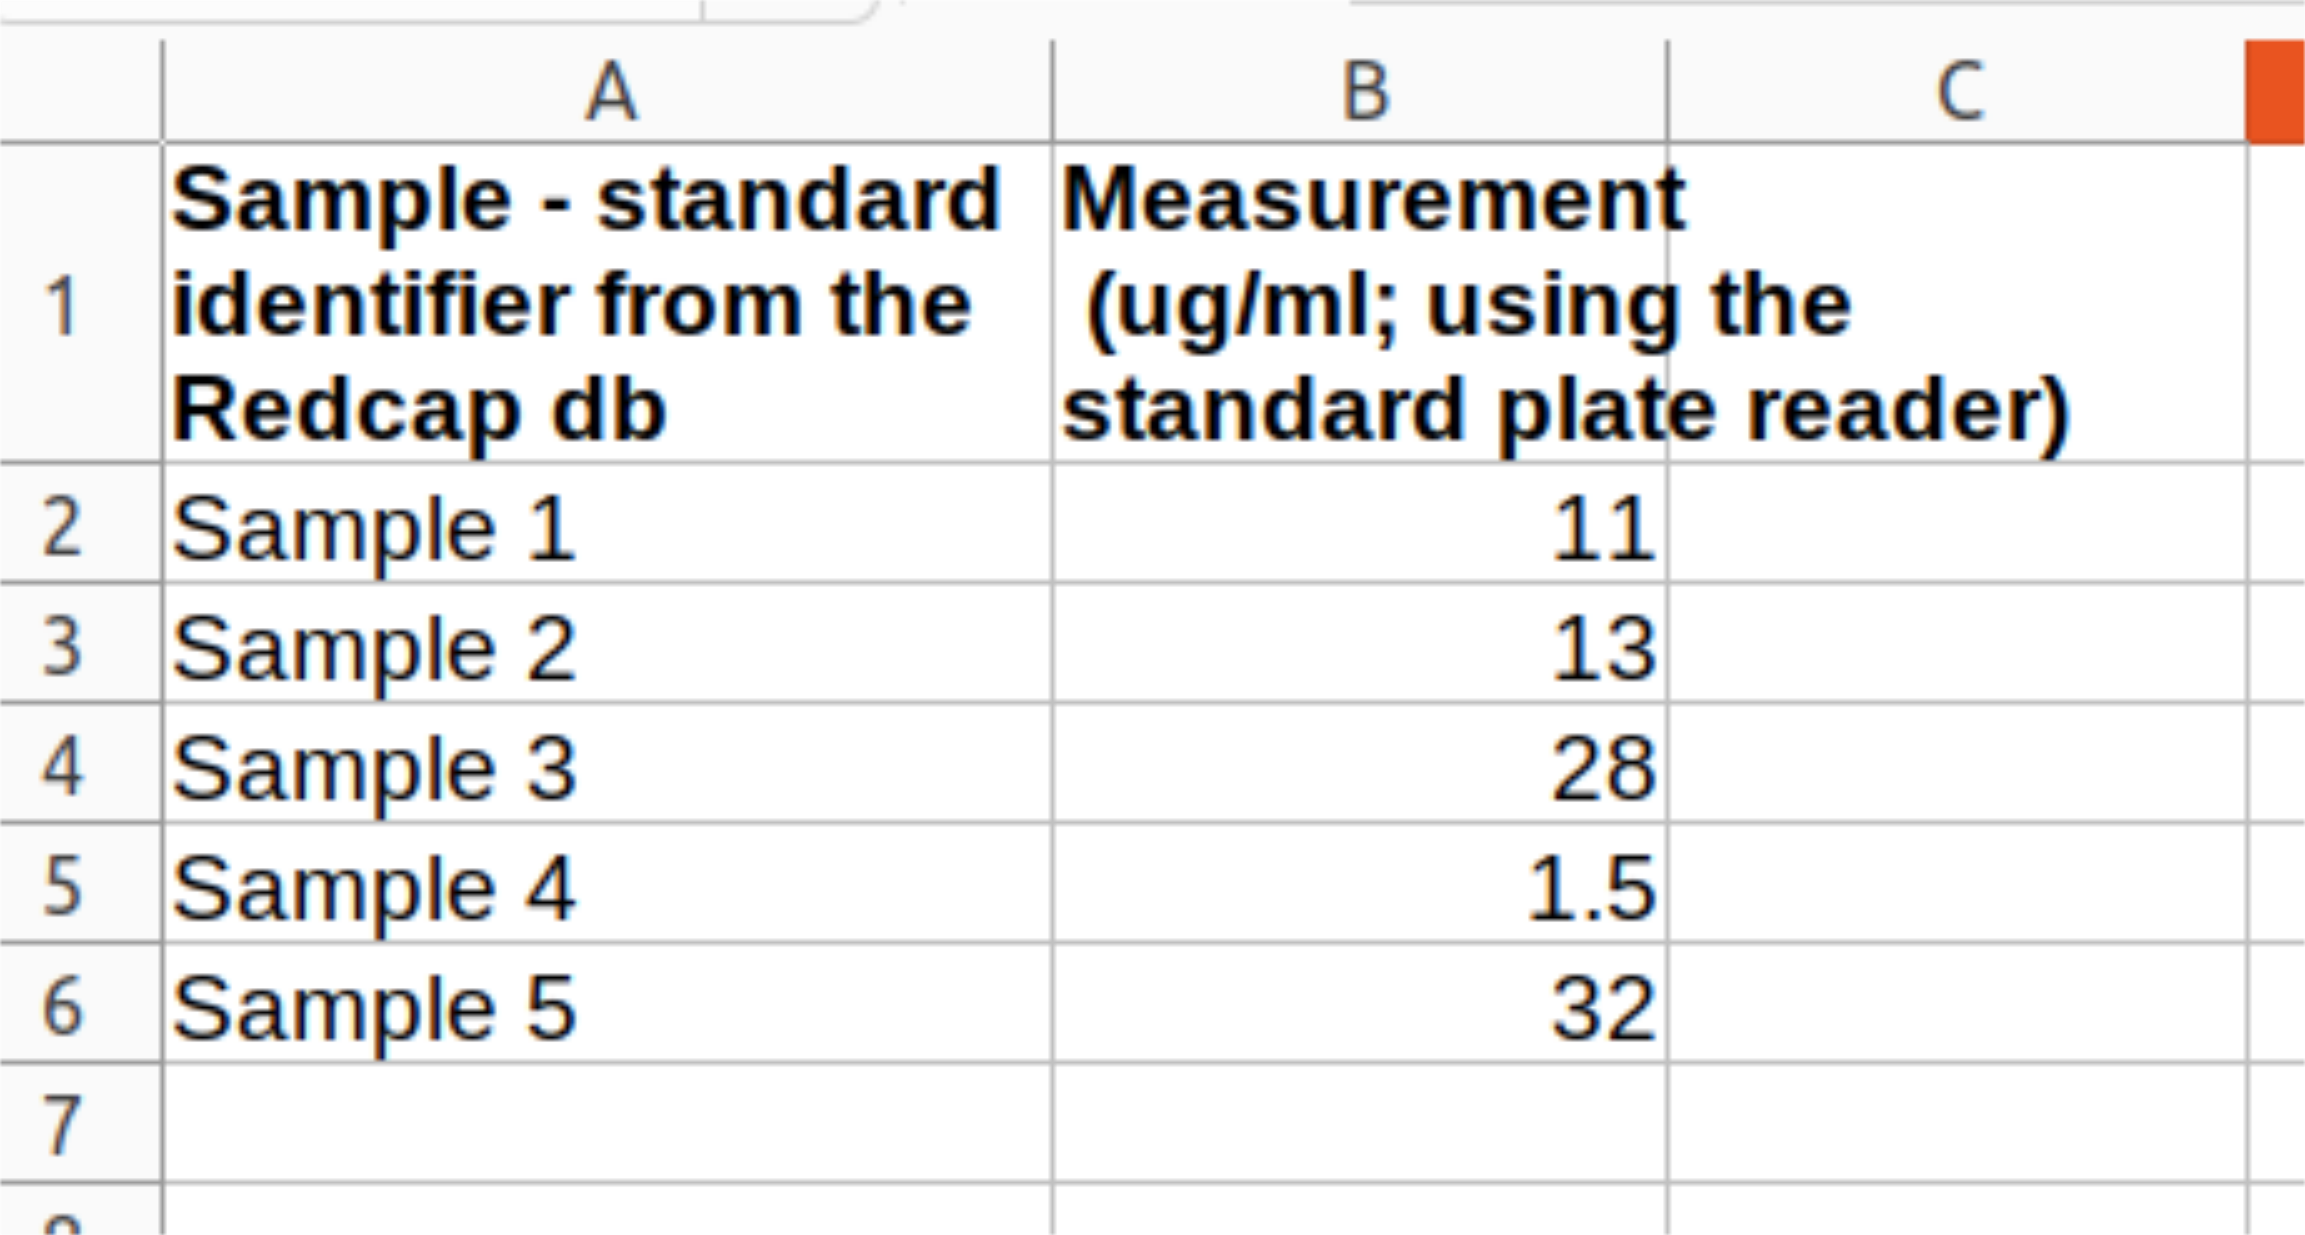 A B C
1 Sample - standard identifier from the Redcap db Measurement (ug/ml; using the standard plate reader)
2 Sample 1 11
3 Sample 2 13
4 Sample 3 28
5 Sample 4 1.5
6 Sample 5 32
7